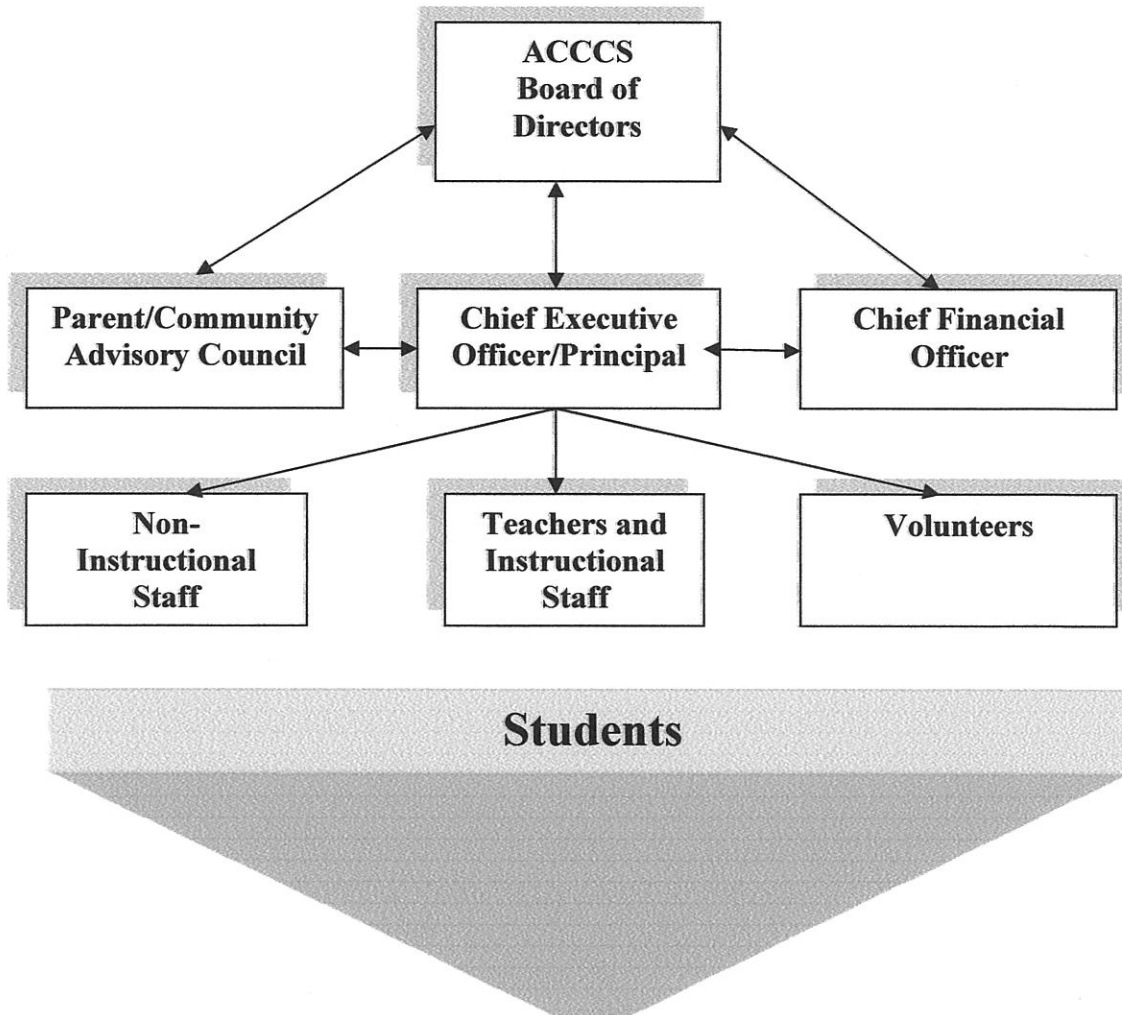 ACCCS
Board of
Directors
Parent/Community
Advisory Council
Chief Executive
Officer/Principal
Chief Financial
Officer
Non-
Instructional
Staff
Teachers and
Instructional
Staff
Volunteers
Students